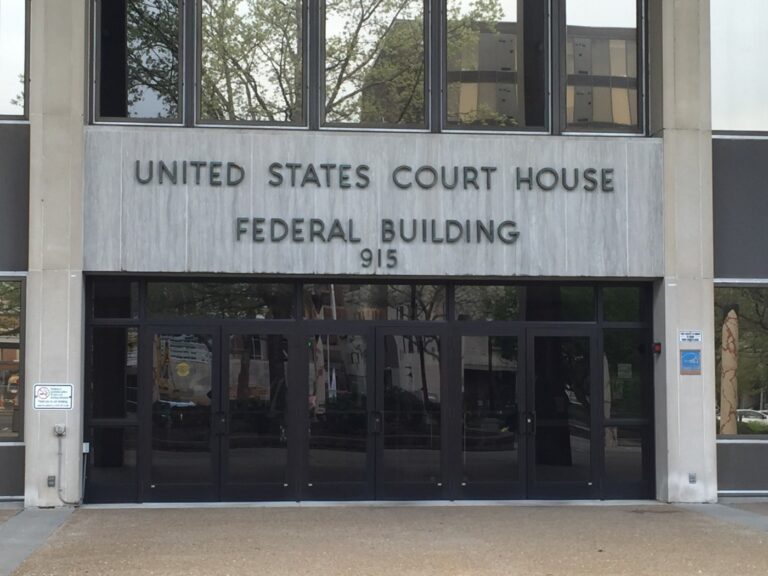 UNITED STATES COURT HOUSE
FEDERAL BUILDING
915